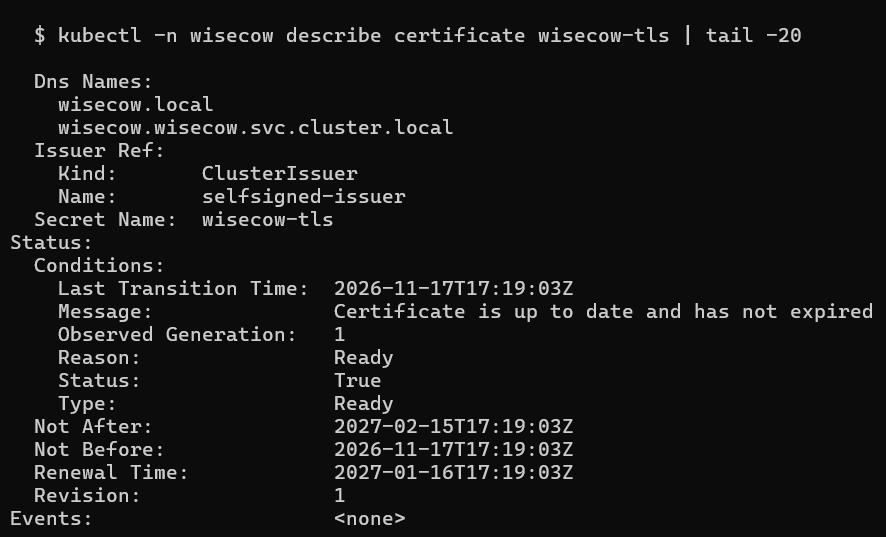 $ kubectl -n wisecow describe certificate wisecow-tls | tail -20
Dns Names:
wisecow.local
wisecow.wisecow.svc.cluster.local
Issuer Ref:
Kind: ClusterIssuer
Name: selfsigned-issuer
Secret Name: wisecow-tls
Status:
Conditions:
Last Transition Time: 2026-11-17T17:19:03Z
Message: Certificate is up to date and has not expired
Observed Generation: 1
Reason: Ready
Status: True
Type: Ready
Not After: 2027-02-15T17:19:03Z
Not Before: 2026-11-17T17:19:03Z
Renewal Time: 2027-01-16T17:19:03Z
Revision: 1
Events: <none>